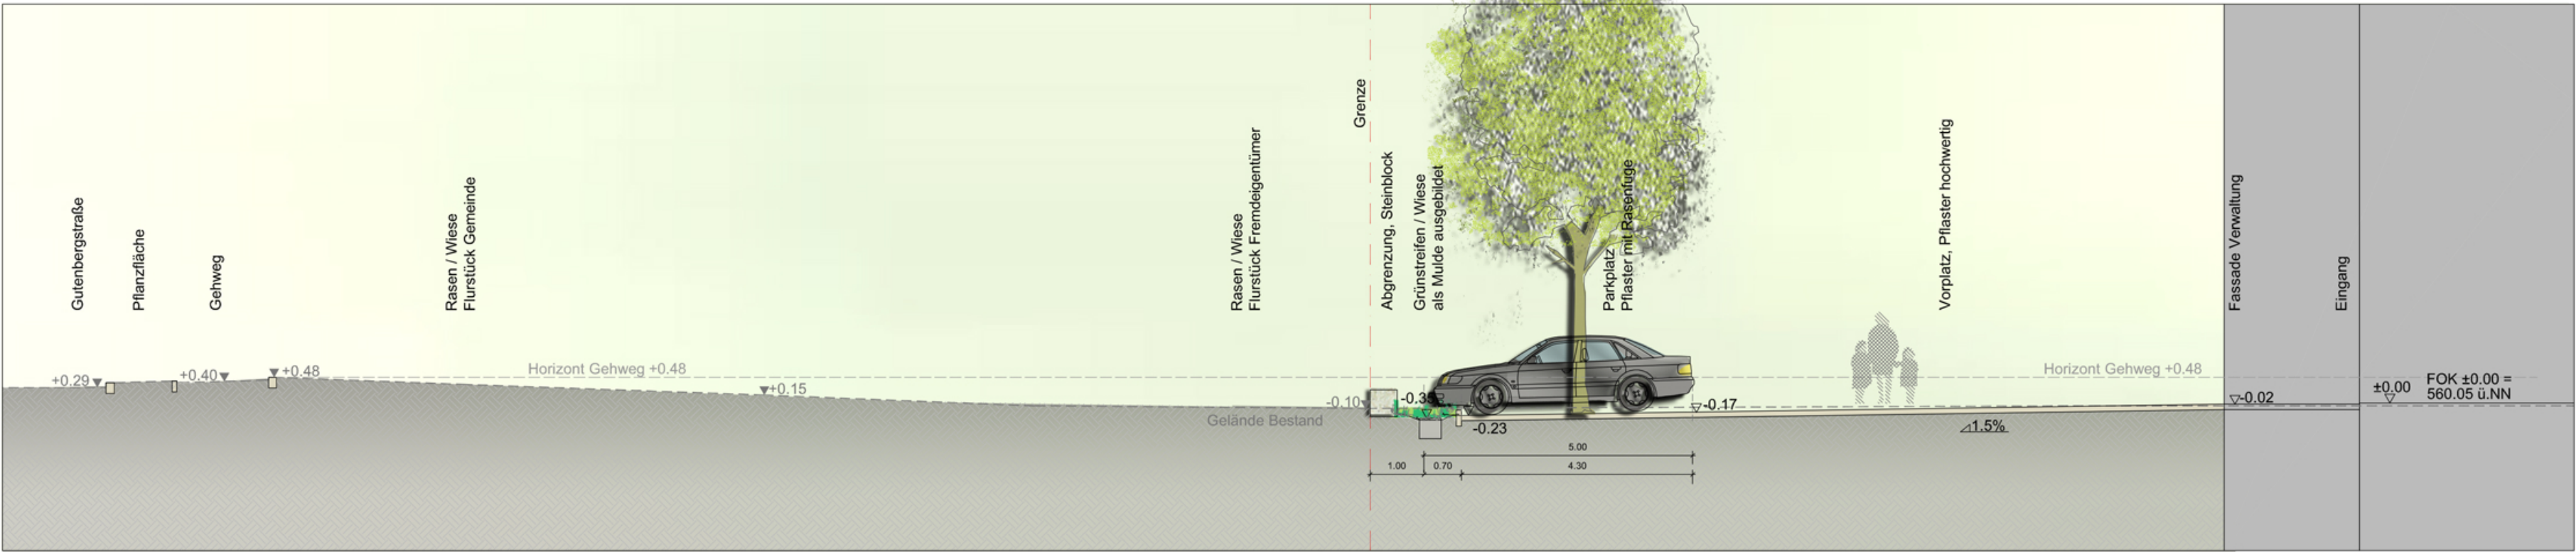 Gutenbergstraße
Pflanzfläche
Gehweg
Rasen / Wiese
Flurstück Gemeinde
Rasen / Wiese
Flurstück Fremdeigentümer
Grenze
Abgrenzung, Steinblock
Grünstreifen / Wiese
als Mulde ausgebildet
Parkplatz
Pflaster mit Rasenfuge
Vorplatz, Pflaster hochwertig
Fassade Verwaltung
Eingang
+0.29
+0.40
+0.48
Horizont Gehweg +0.48
+0.15
-0.10
Gelände Bestand
-0.35
-0.23
-0.17
Horizont Gehweg +0.48
1.5%
-0.02
±0.00
FOK ±0.00 =
560.05 ü.NN
5.00
1.00
0.70
4.30